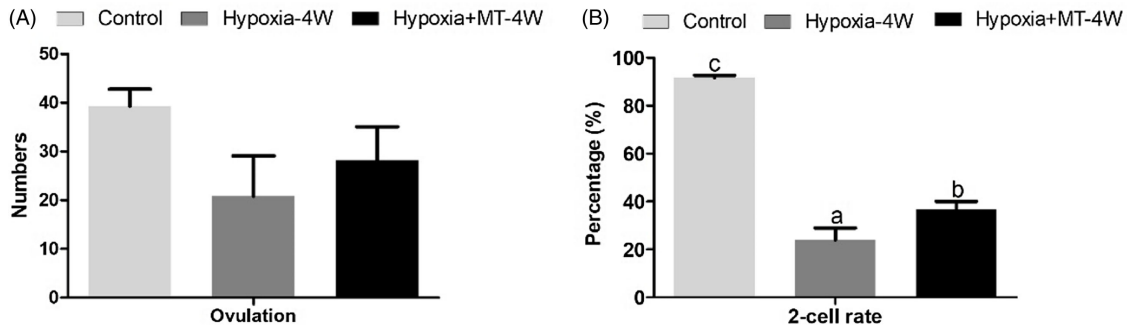 (A) Control Hypoxia-4W Hypoxia+MT-4W
50
40
30
20
10
0
Numbers
Ovulation
(B) Control Hypoxia-4W Hypoxia+MT-4W
100
80
60
40
20
0
Percentage (%)
c
a
b
2-cell rate